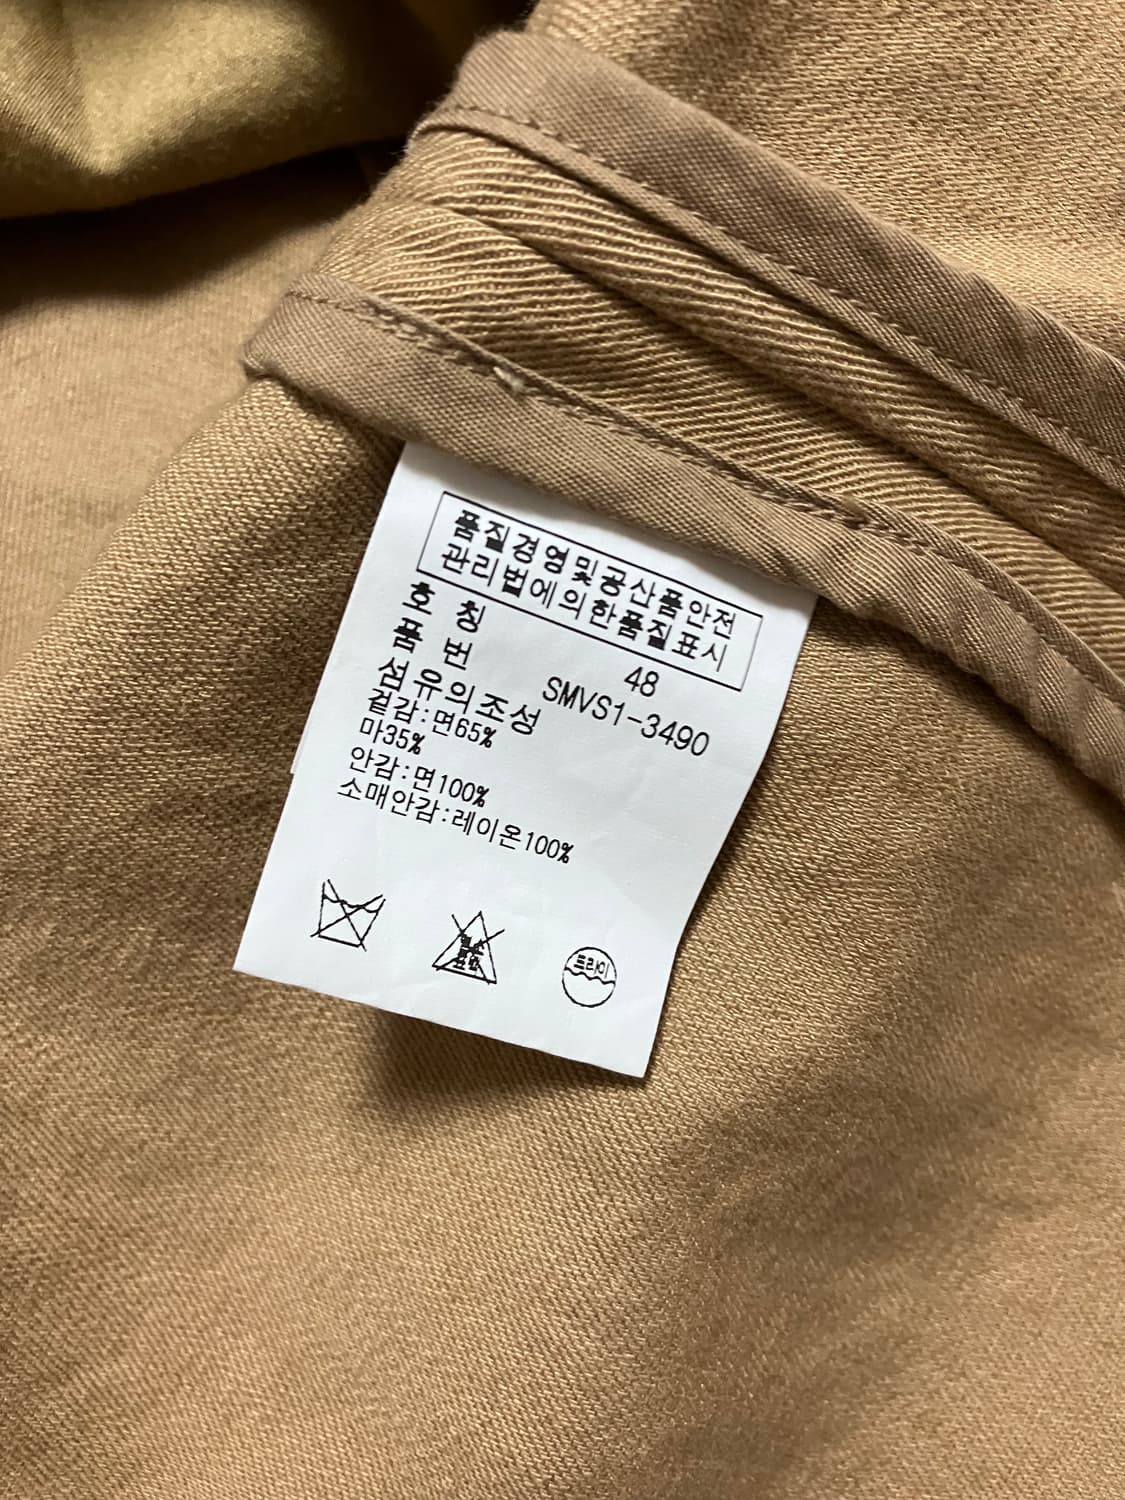 품질경영및공산품안전
관리법에의한품질표시
호 칭 48
품 번 SMVS1-3490
섬유의조성
겉감:면65%
마35%
안감:면100%
소매안감:레이온100%
드라이